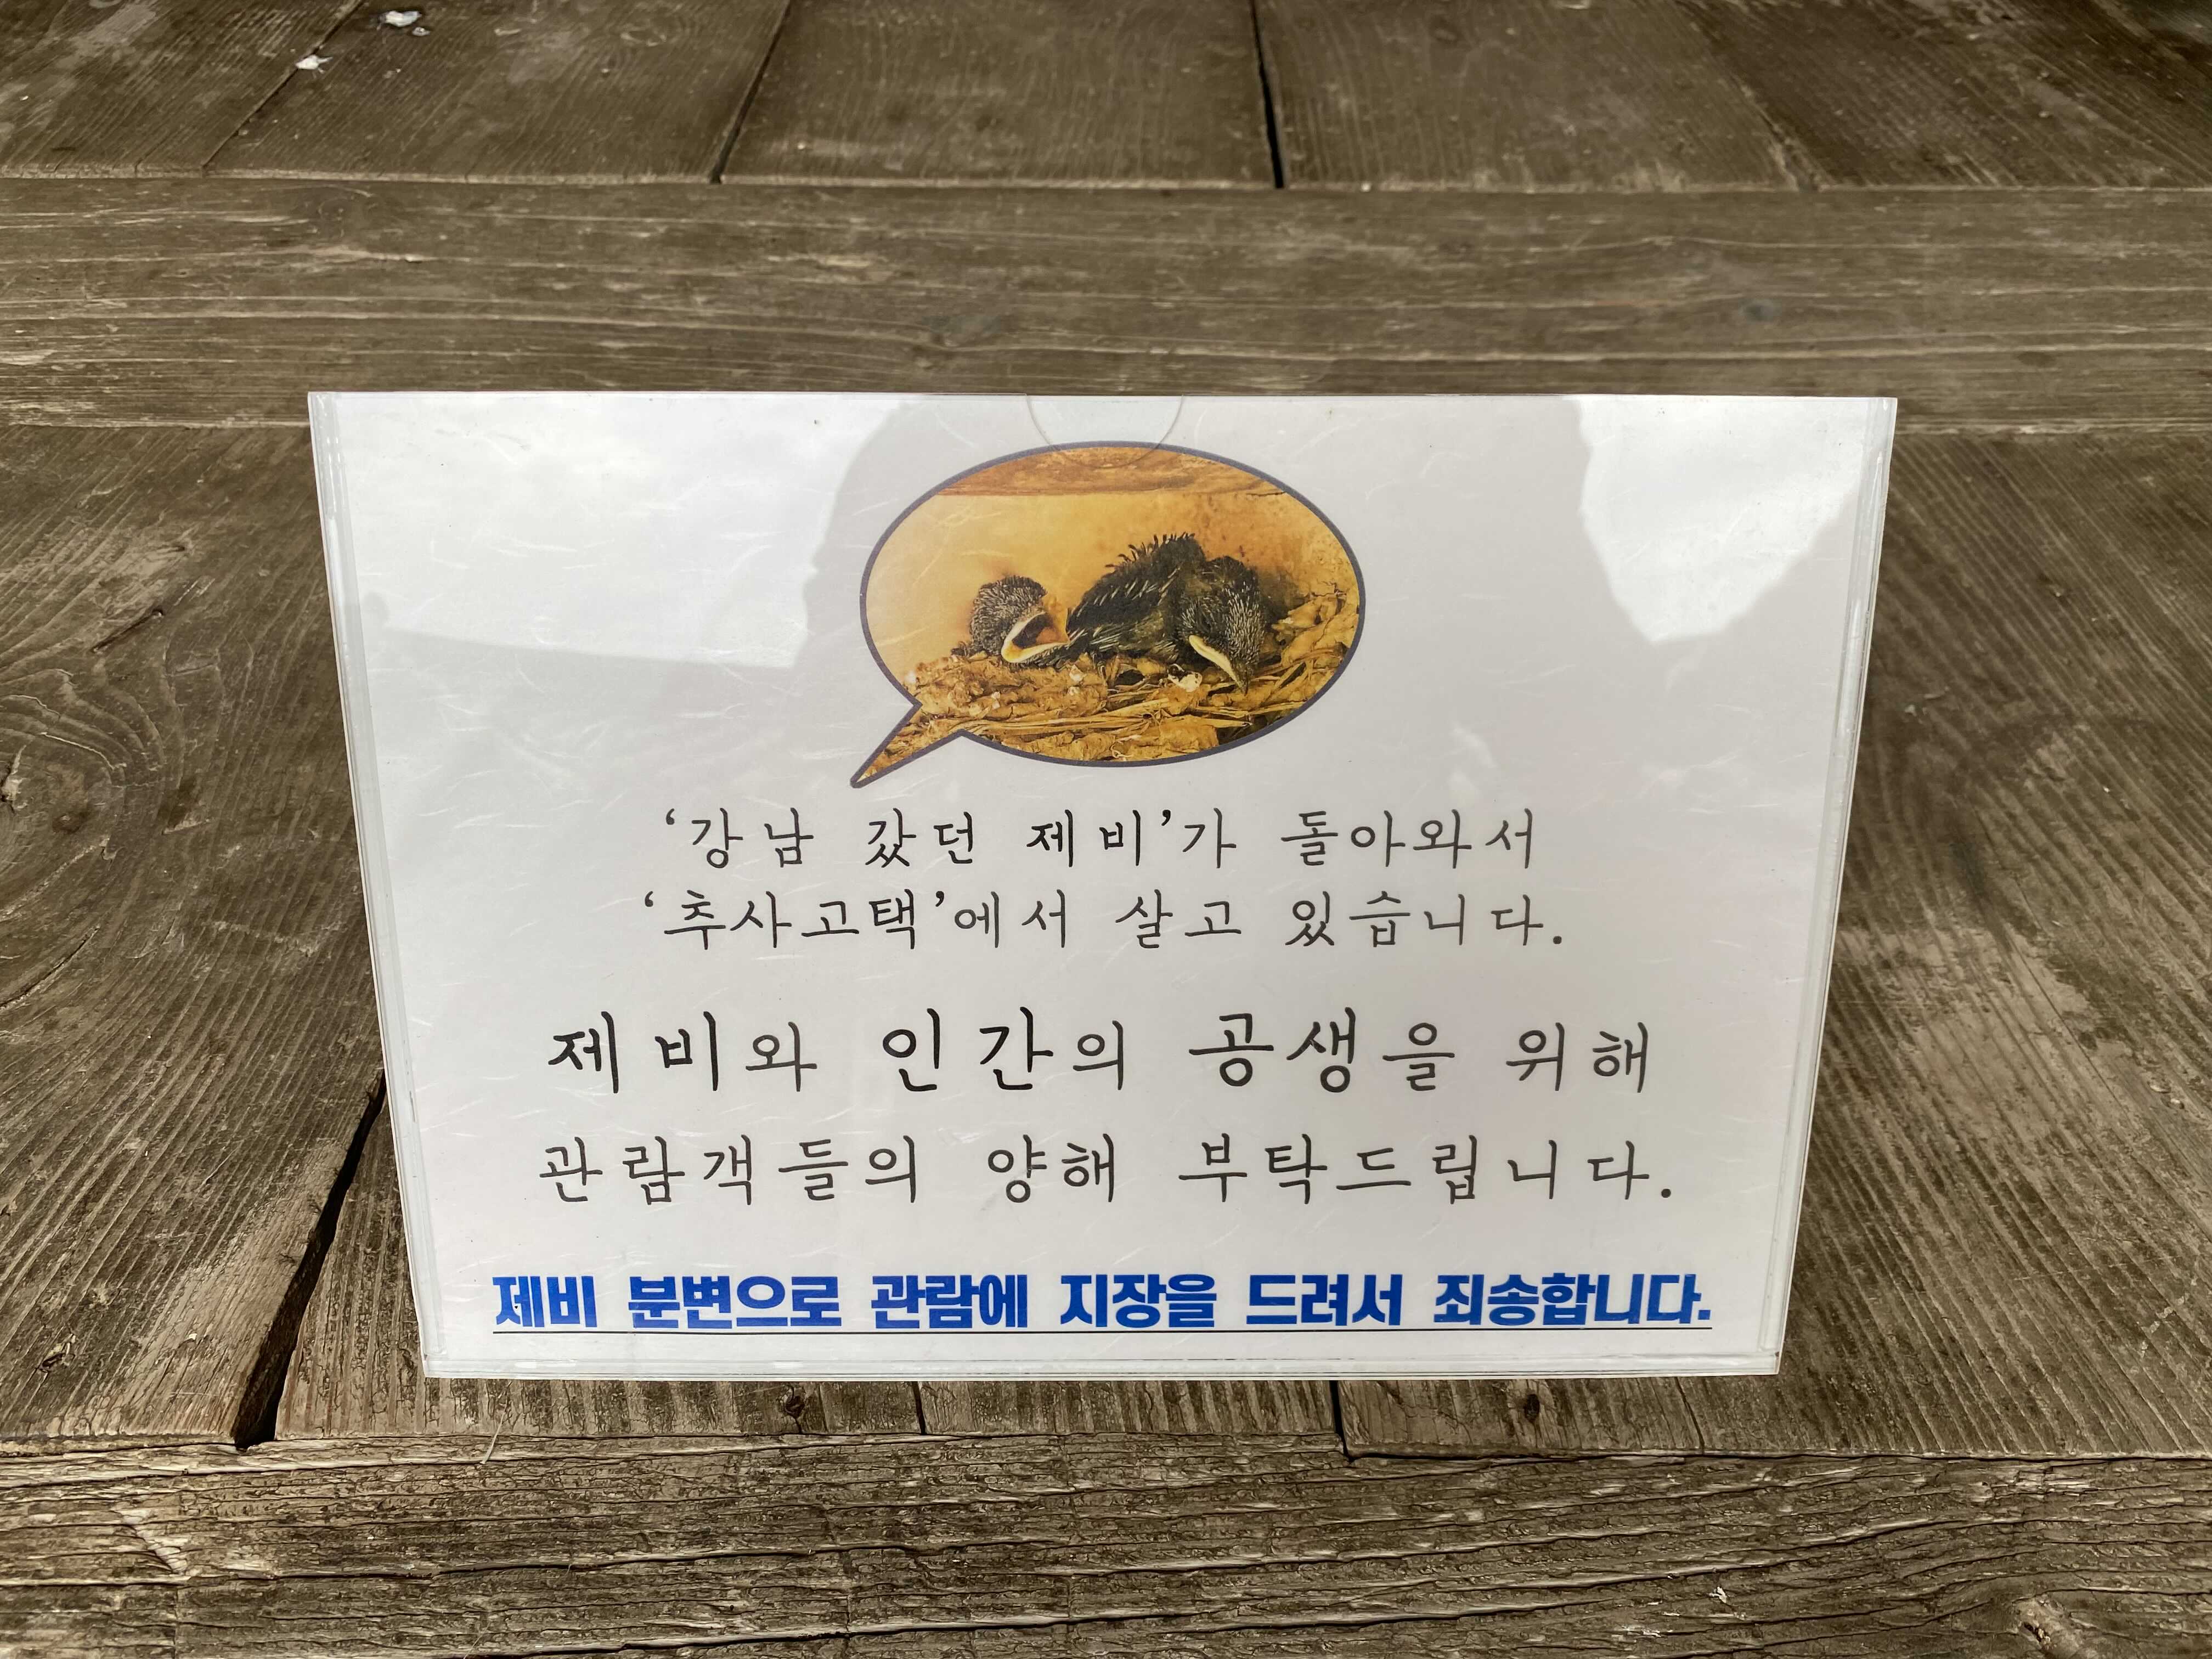 ‘강남 갔던 제비’가 돌아와서
‘추사고택’에서 살고 있습니다.
제비와 인간의 공생을 위해
관람객들의 양해 부탁드립니다.
제비 분변으로 관람에 지장을 드려서 죄송합니다.